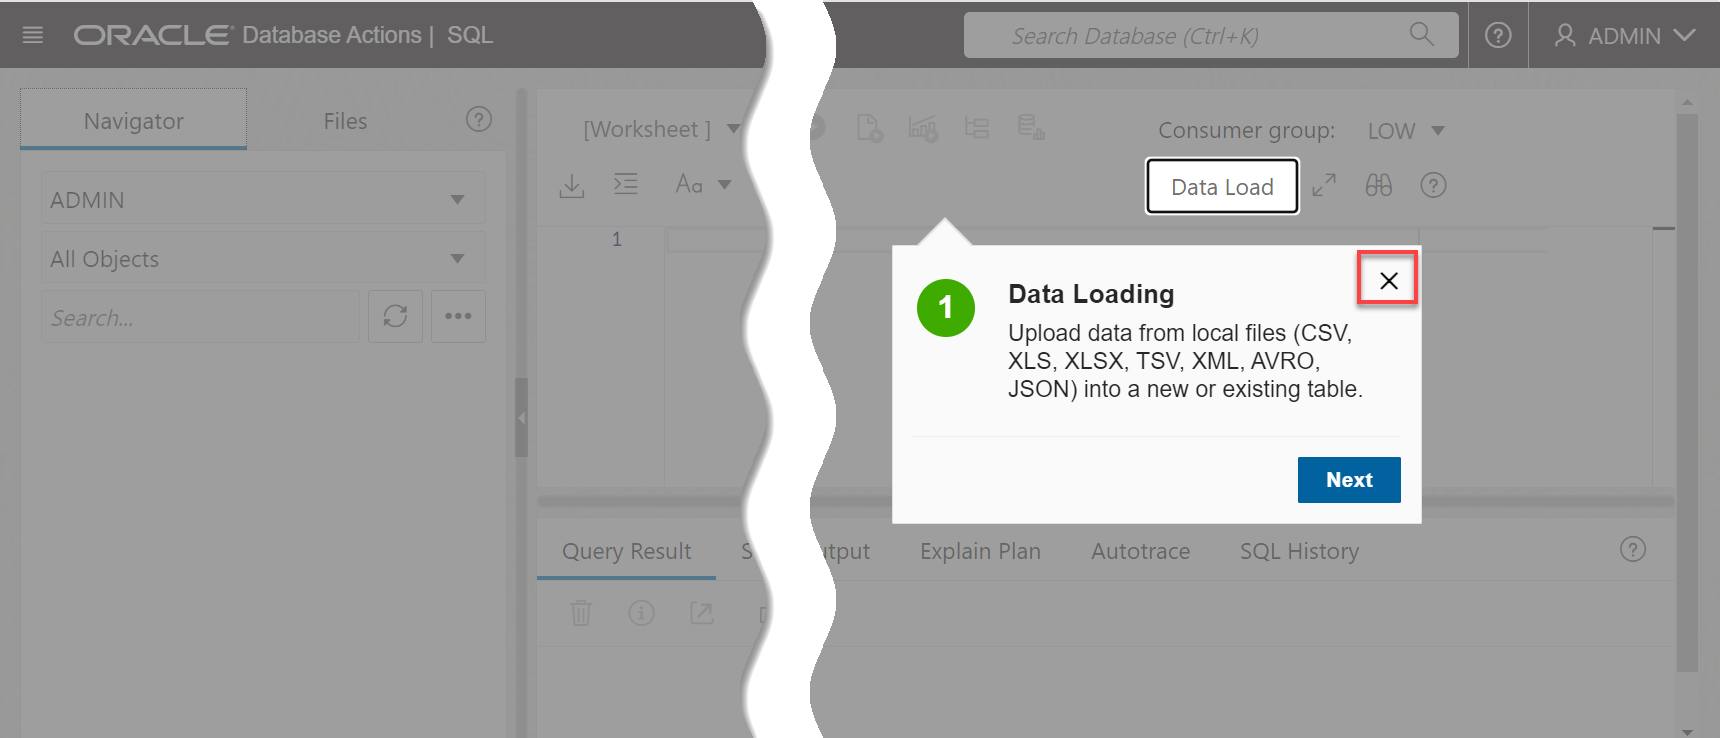 ORACLE Database Actions | SQL
Search Database (Ctrl+K)
ADMIN
Navigator
Files
[Worksheet ]
Consumer group:
LOW
ADMIN
Aa
Data Load
All Objects
1
Search...
1
Data Loading
Upload data from local files (CSV,
XLS, XLSX, TSV, XML, AVRO,
JSON) into a new or existing table.
Next
Query Result
Explain Plan
Autotrace
SQL History